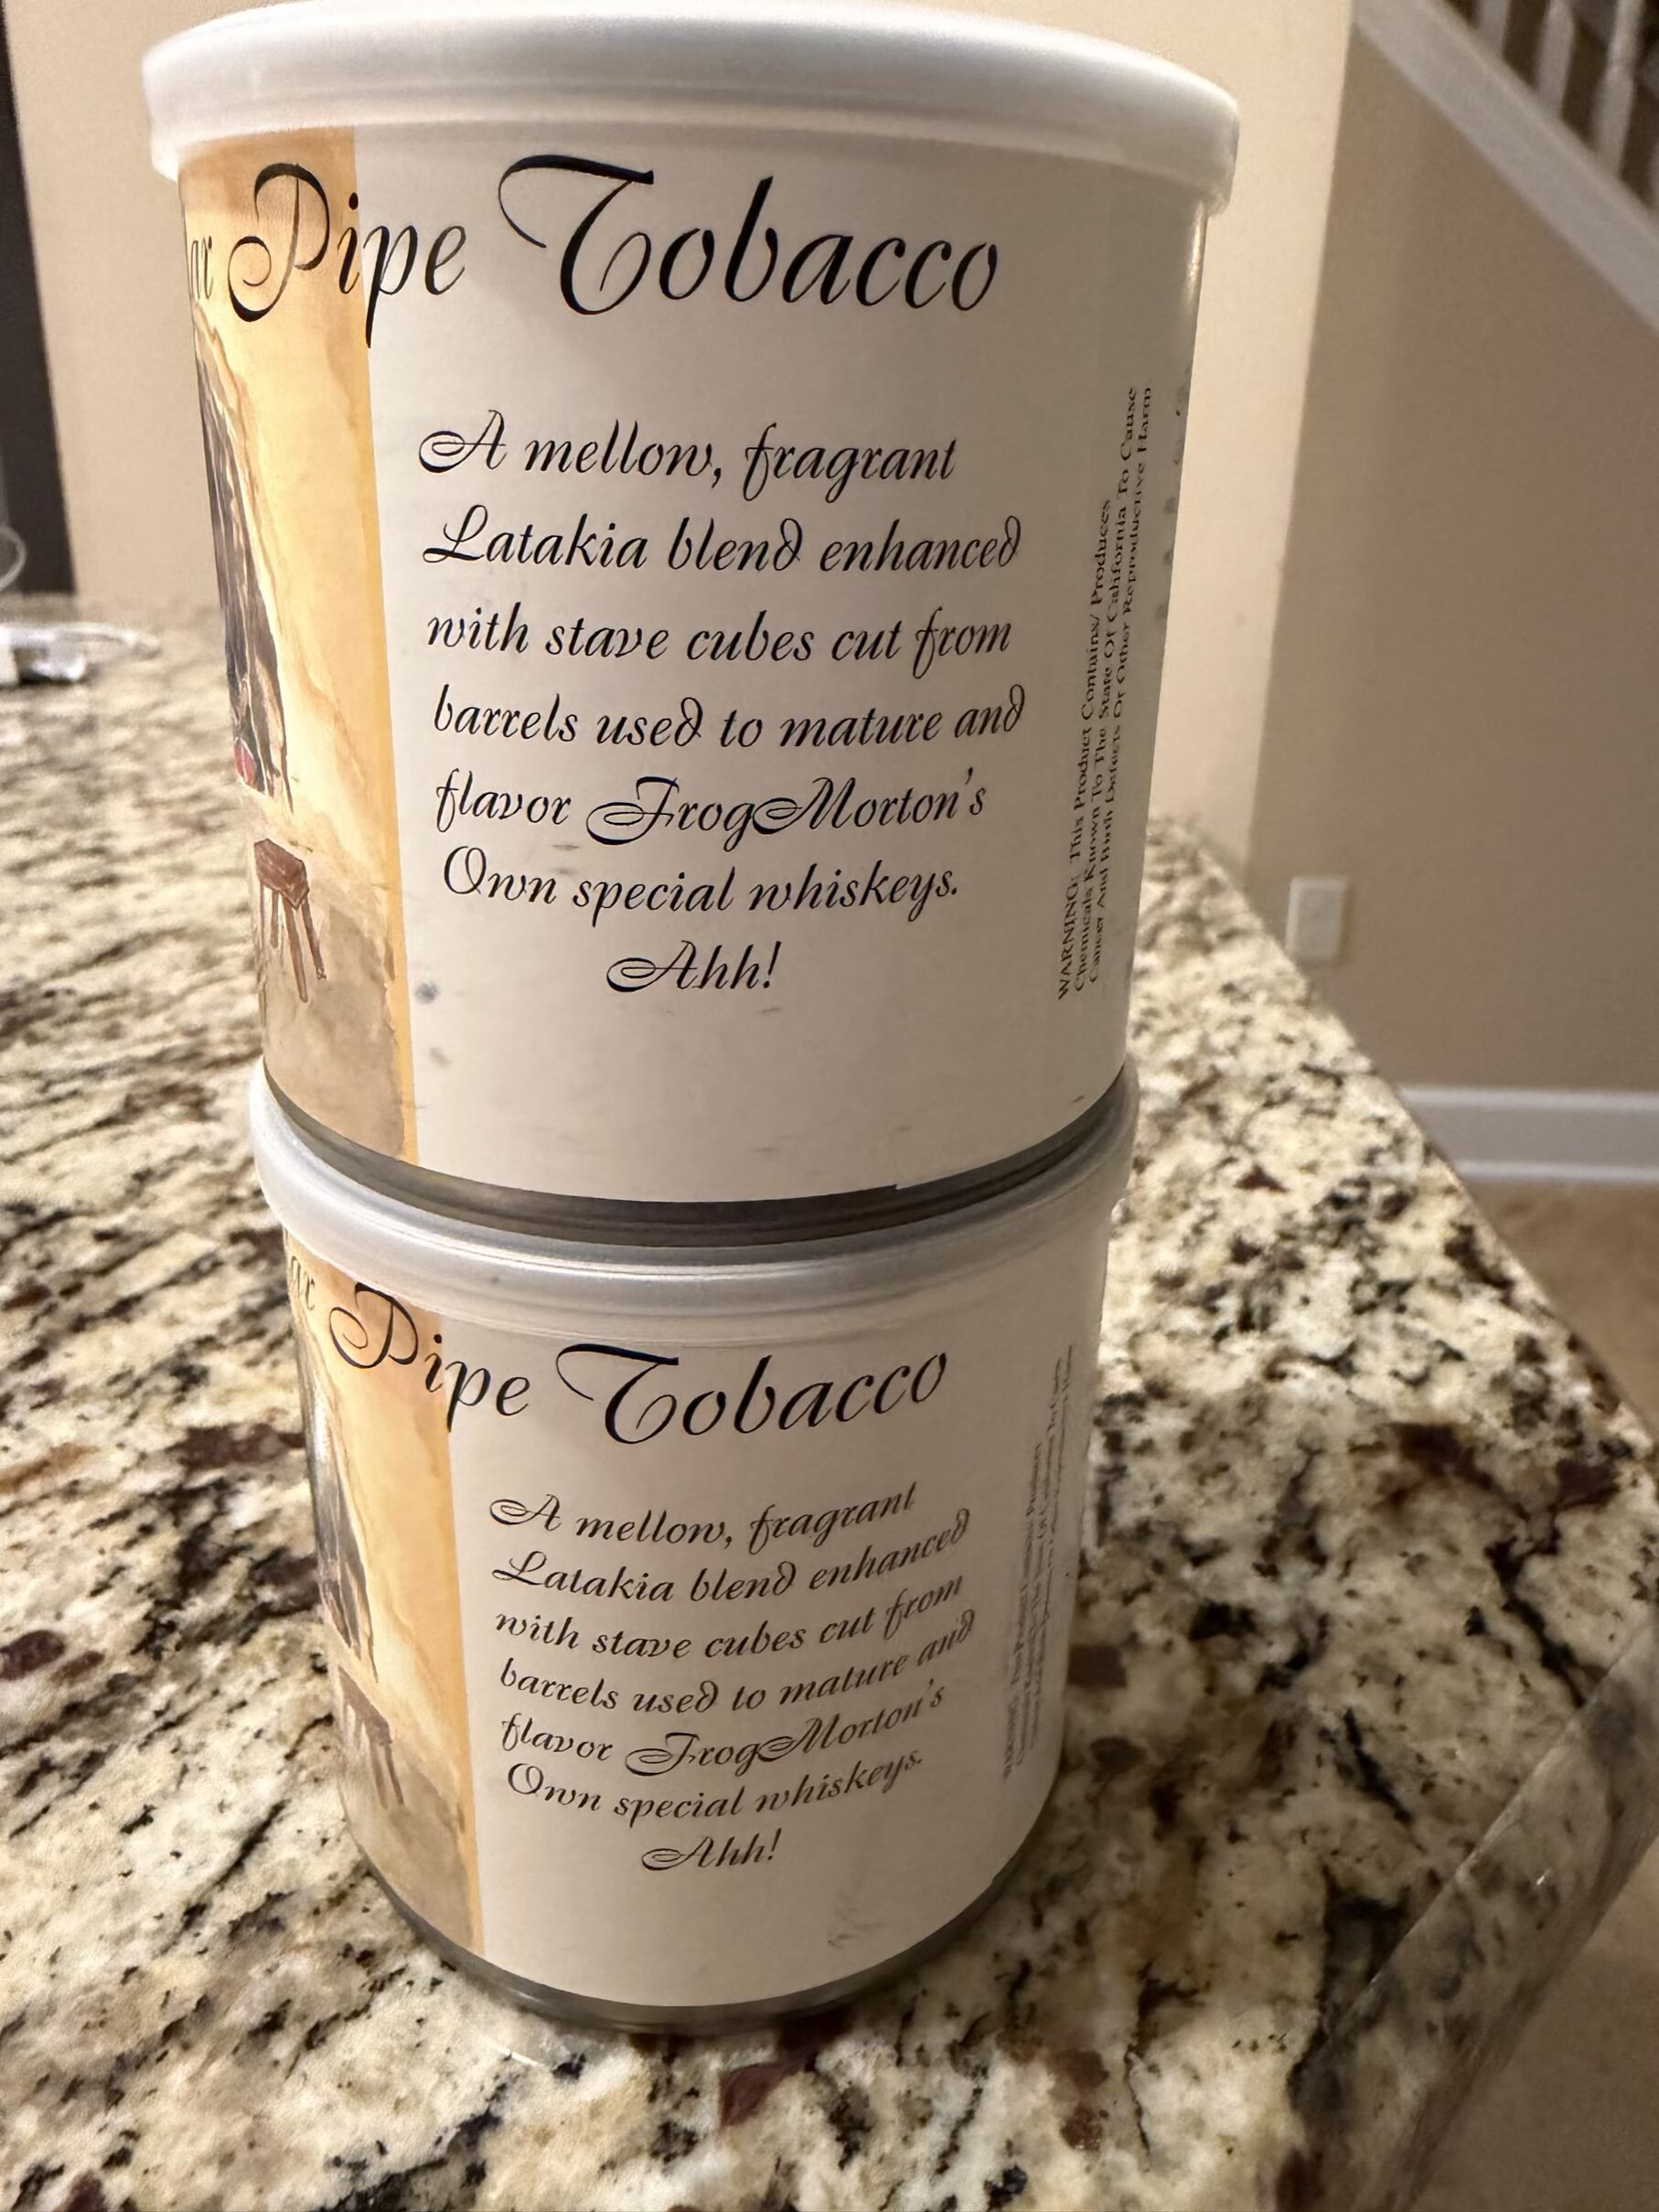 ar Pipe Tobacco
A mellow, fragrant
Latakia blend enhanced
with stave cubes cut from
barrels used to mature and
flavor FrogMorton's
Own special whiskeys.
Ahh!
WARNING: This Product Contains/ Produces
Chemicals Known To The State Of California To Cause
Cancer And Birth Defects Or Other Reproductive Harm
ar Pipe Tobacco
A mellow, fragrant
Latakia blend enhanced
with stave cubes cut from
barrels used to mature and
flavor FrogMorton's
Own special whiskeys.
Ahh!